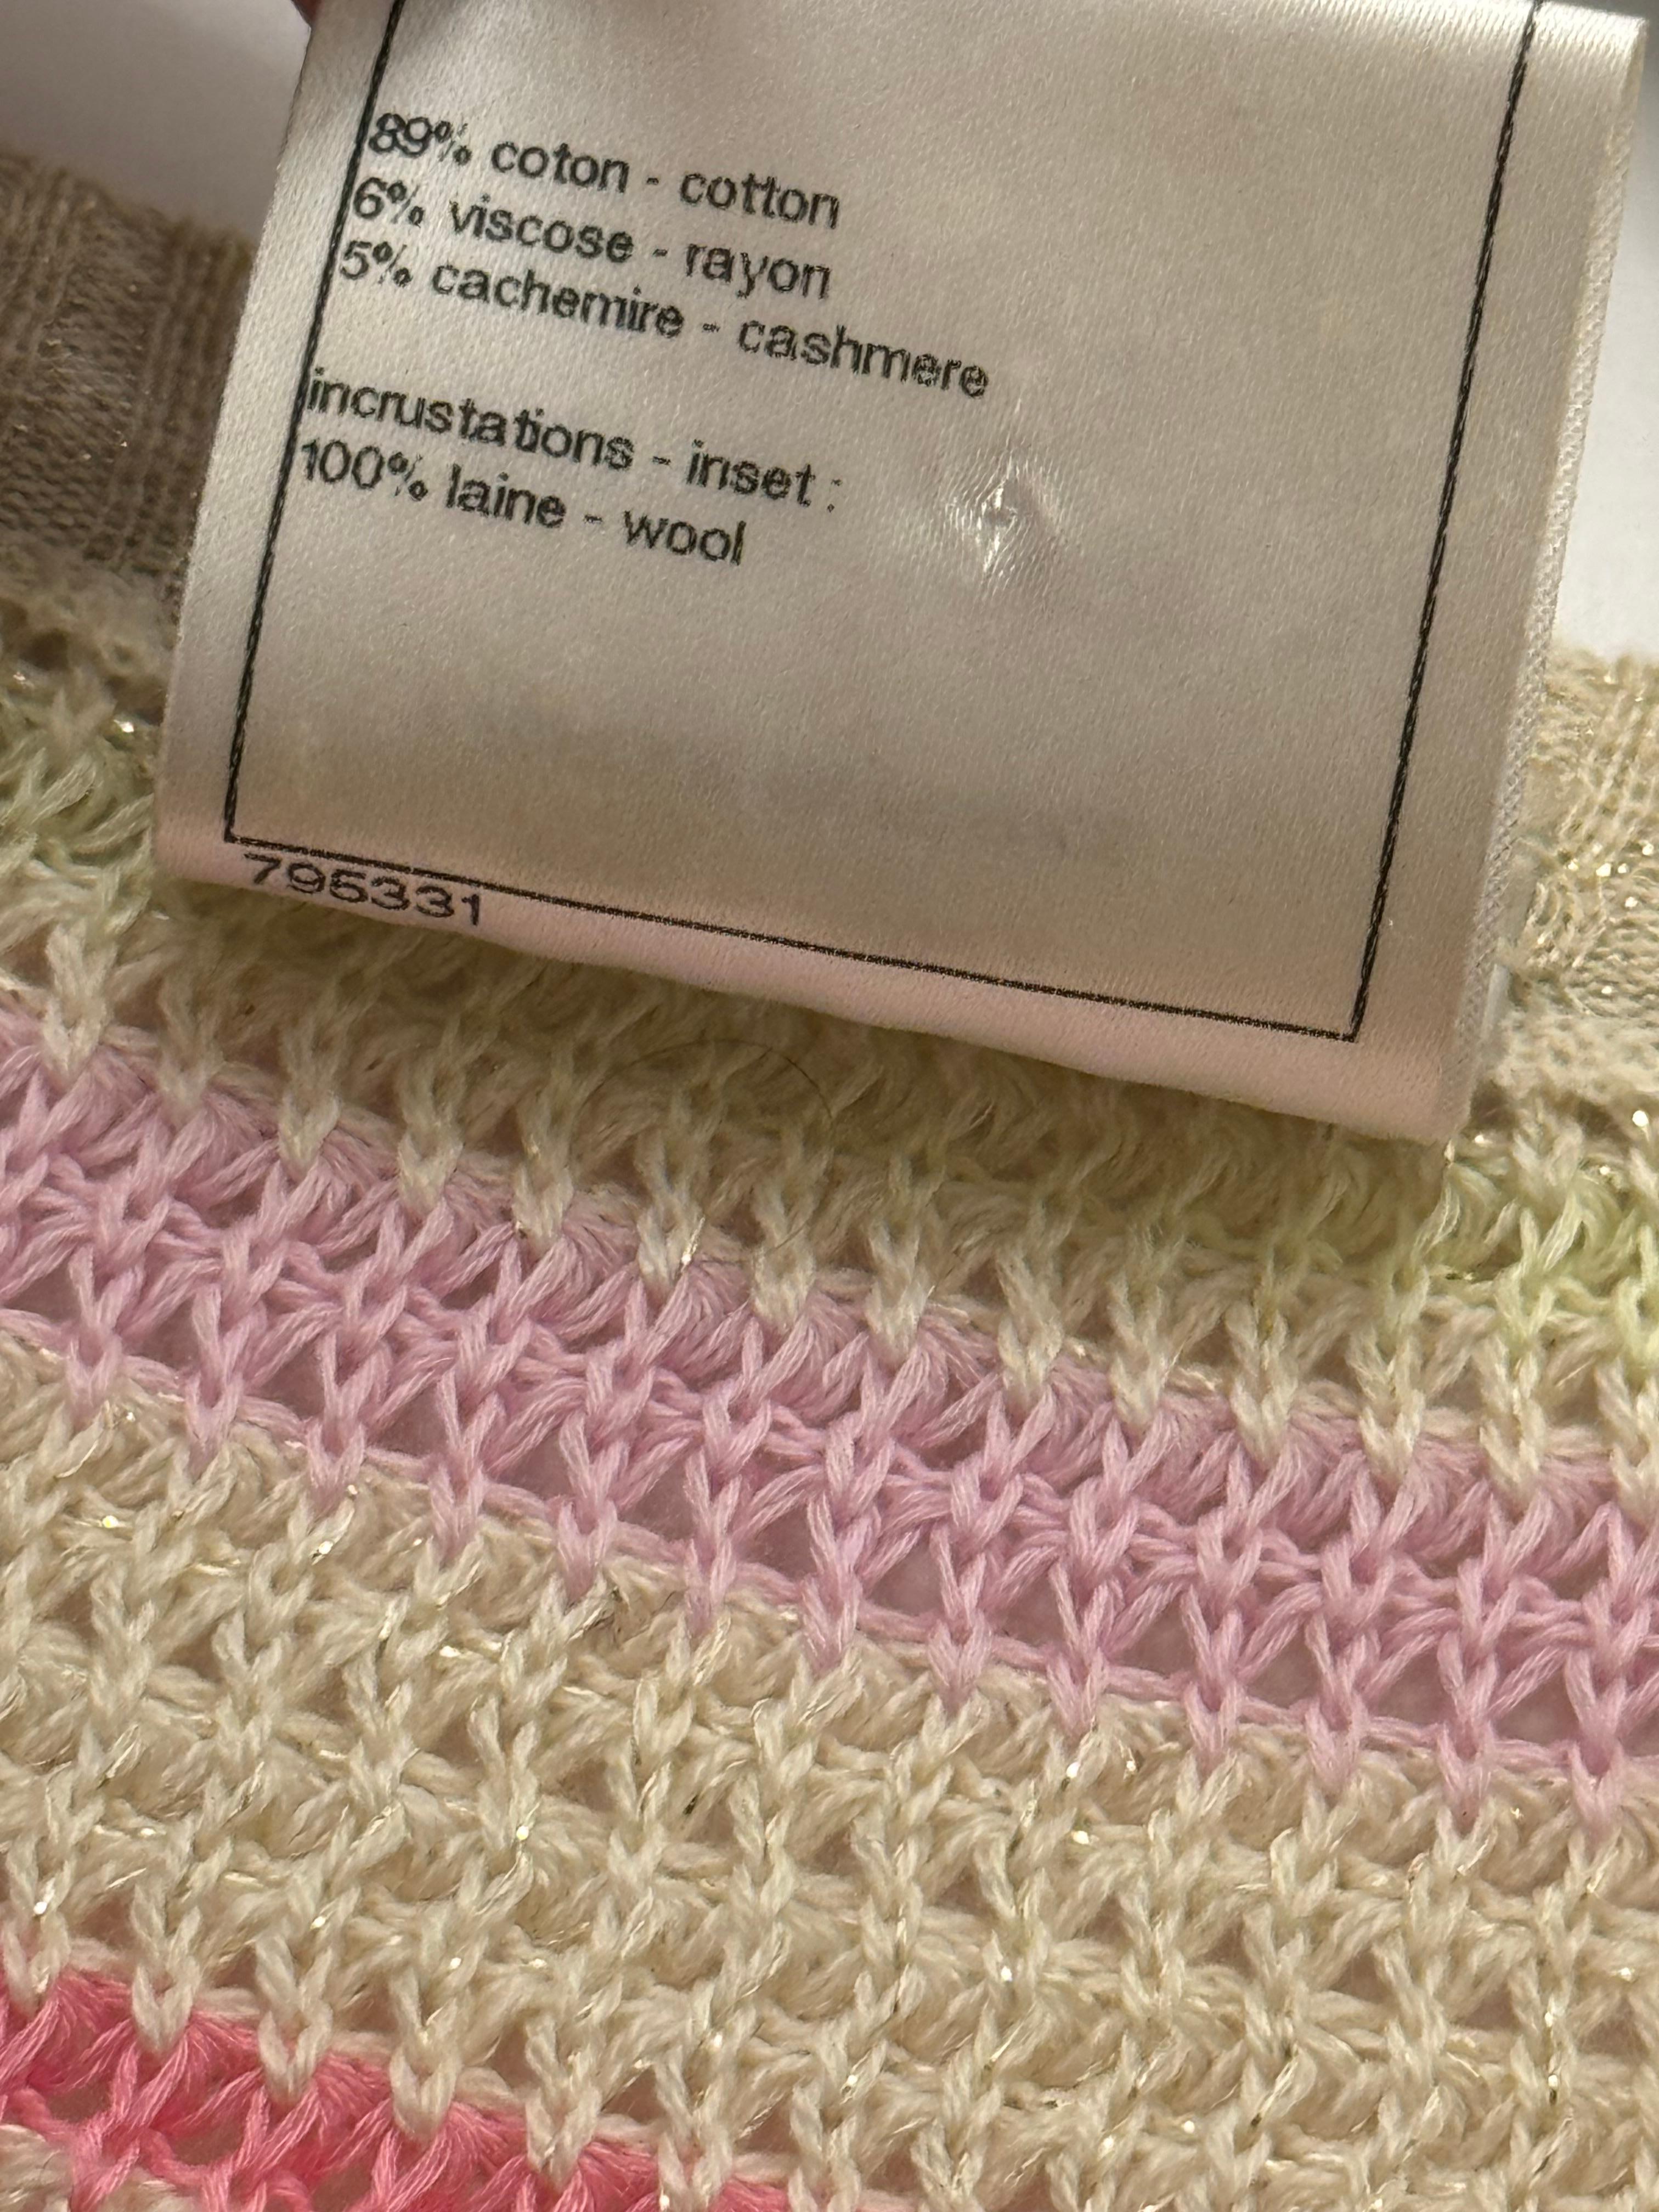 89% coton - cotton
6% viscose - rayon
5% cachemire - cashmere
incrustations - inset :
100% laine - wool
795331